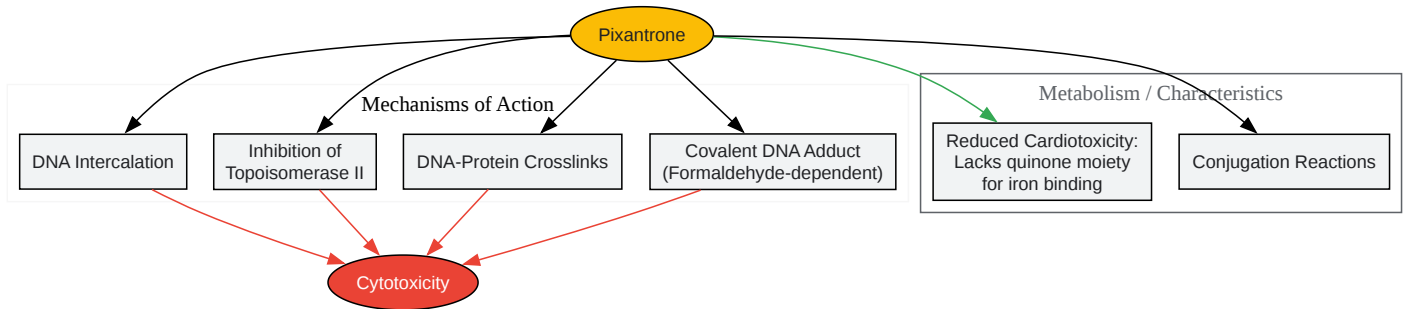 Pixantrone
Mechanisms of Action
Metabolism / Characteristics
DNA Intercalation
Inhibition of
Topoisomerase II
DNA-Protein Crosslinks
Covalent DNA Adduct
(Formaldehyde-dependent)
Reduced Cardiotoxicity:
Lacks quinone moiety
for iron binding
Conjugation Reactions
Cytotoxicity